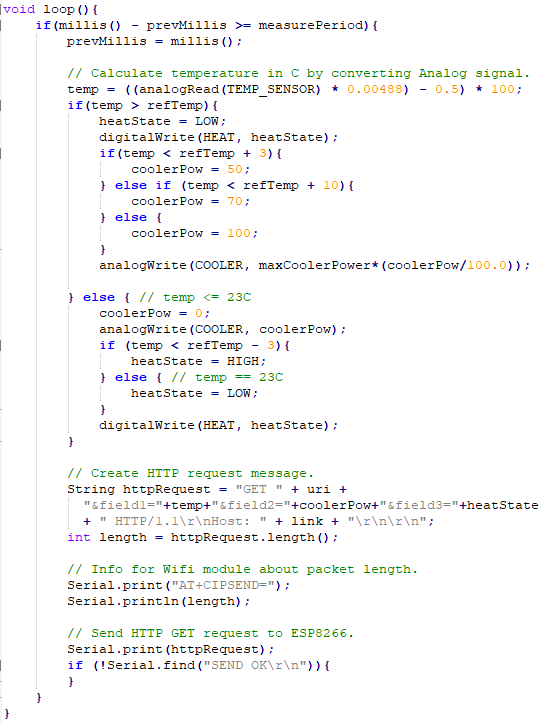 void loop(){
if(millis() - prevMillis >= measurePeriod){
prevMillis = millis();
// Calculate temperature in C by converting Analog signal.
temp = ((analogRead(TEMP_SENSOR) * 0.00488) - 0.5) * 100;
if(temp > refTemp){
heatState = LOW;
digitalWrite(HEAT, heatState);
if(temp < refTemp + 3){
coolerPow = 50;
} else if (temp < refTemp + 10){
coolerPow = 70;
} else {
coolerPow = 100;
}
analogWrite(COOLER, maxCoolerPower*(coolerPow/100.0));
} else { // temp <= 23C
coolerPow = 0;
analogWrite(COOLER, coolerPow);
if (temp < refTemp - 3){
heatState = HIGH;
} else { // temp == 23C
heatState = LOW;
}
digitalWrite(HEAT, heatState);
}
// Create HTTP request message.
String httpRequest = "GET " + uri +
"&field1="+temp+"&field2="+coolerPow+"&field3="+heatState
+ " HTTP/1.1\r\nHost: " + link + "\r\n\r\n";
int length = httpRequest.length();
// Info for Wifi module about packet length.
Serial.print("AT+CIPSEND=");
Serial.println(length);
// Send HTTP GET request to ESP8266.
Serial.print(httpRequest);
if (!Serial.find("SEND OK\r\n")){
}
}
}